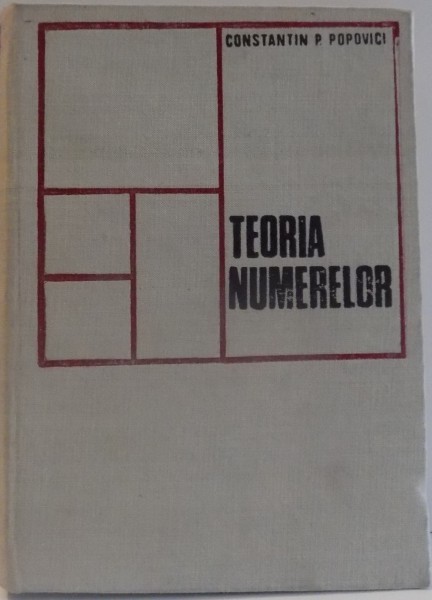 CONSTANTIN P. POPOVICI
TEORIA
NUMERELOR